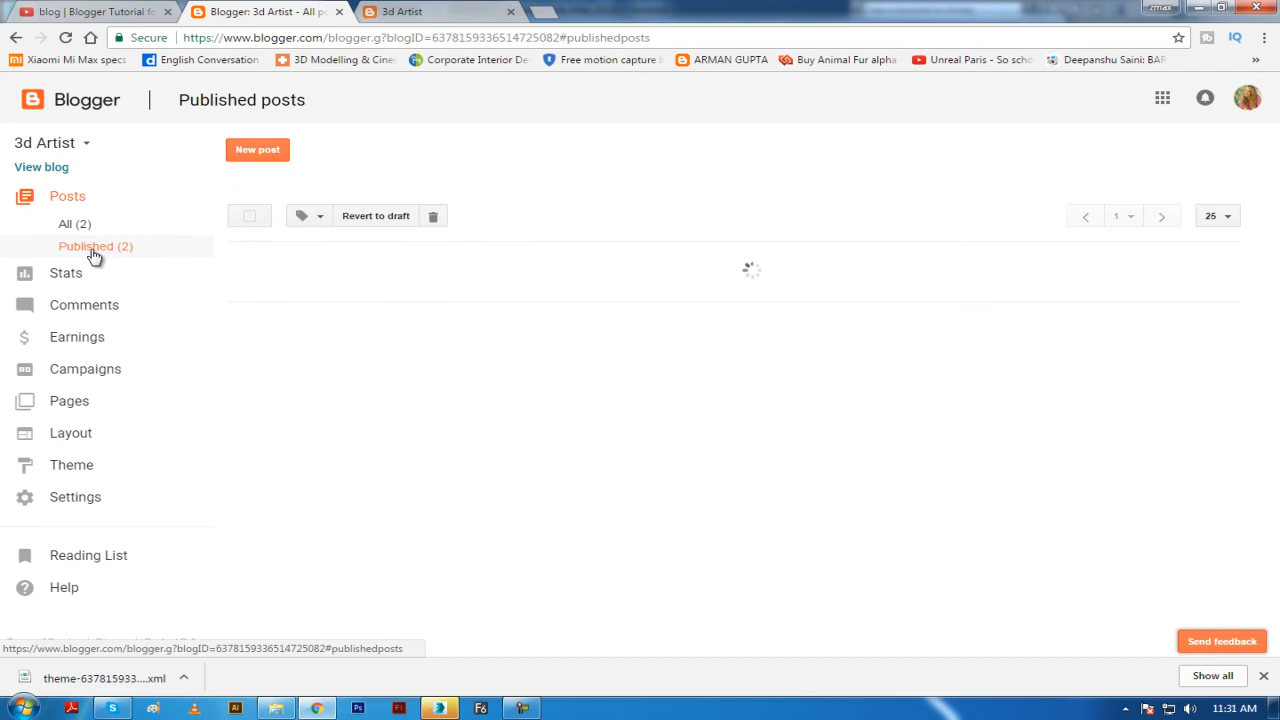 blog | Blogger Tutorial fo
Blogger: 3d Artist - All po
3d Artist
zmax
Secure
https://www.blogger.com/blogger.g?blogID=6378159336514725082#publishedposts
Xiaomi Mi Max specs
English Conversation
3D Modelling & Cine
Corporate Interior De
Free motion capture
ARMAN GUPTA
Buy Animal Fur alpha
Unreal Paris - So scho
Deepanshu Saini: BAR
Blogger
Published posts
3d Artist
View blog
New post
Posts
All (2)
Published (2)
Revert to draft
1
25
Stats
Comments
Earnings
Campaigns
Pages
Layout
Theme
Settings
Reading List
Help
Send feedback
https://www.blogger.com/blogger.g?blogID=6378159336514725082#publishedposts
theme-637815933....xml
Show all
11:31 AM